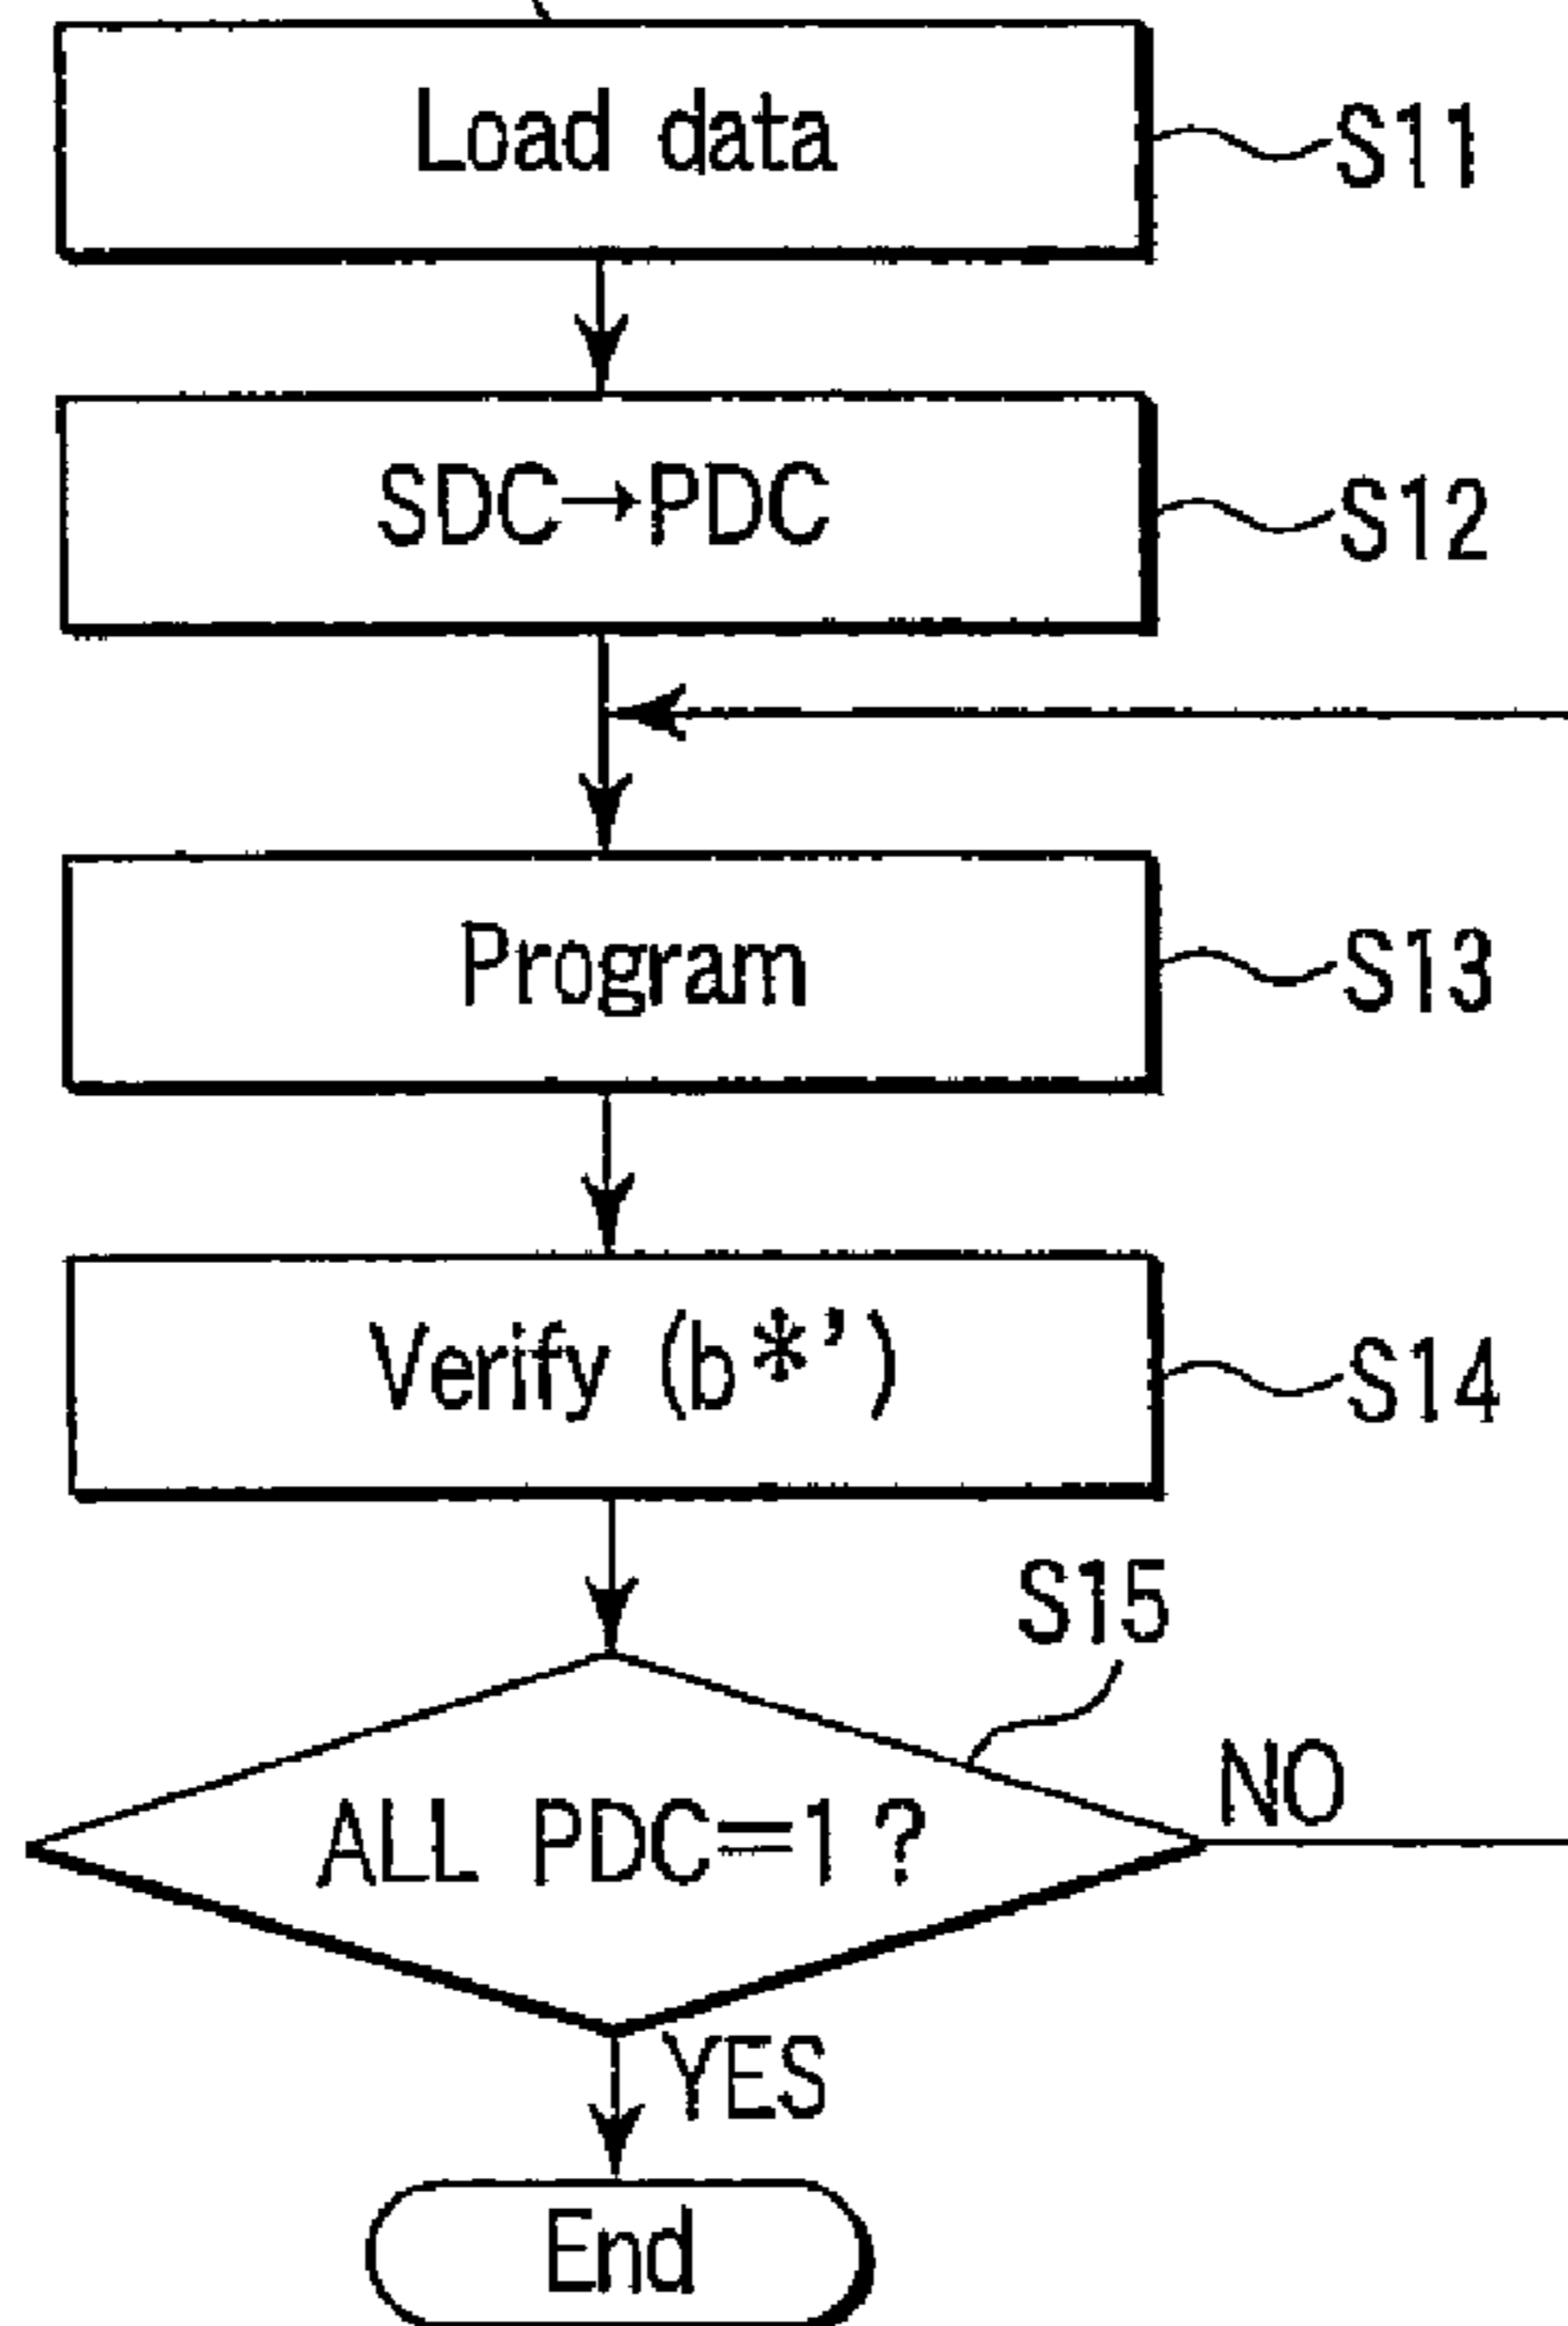 Load data
S11
SDC→PDC
S12
Program
S13
Verify (b*')
S14
S15
ALL PDC=1?
NO
YES
End